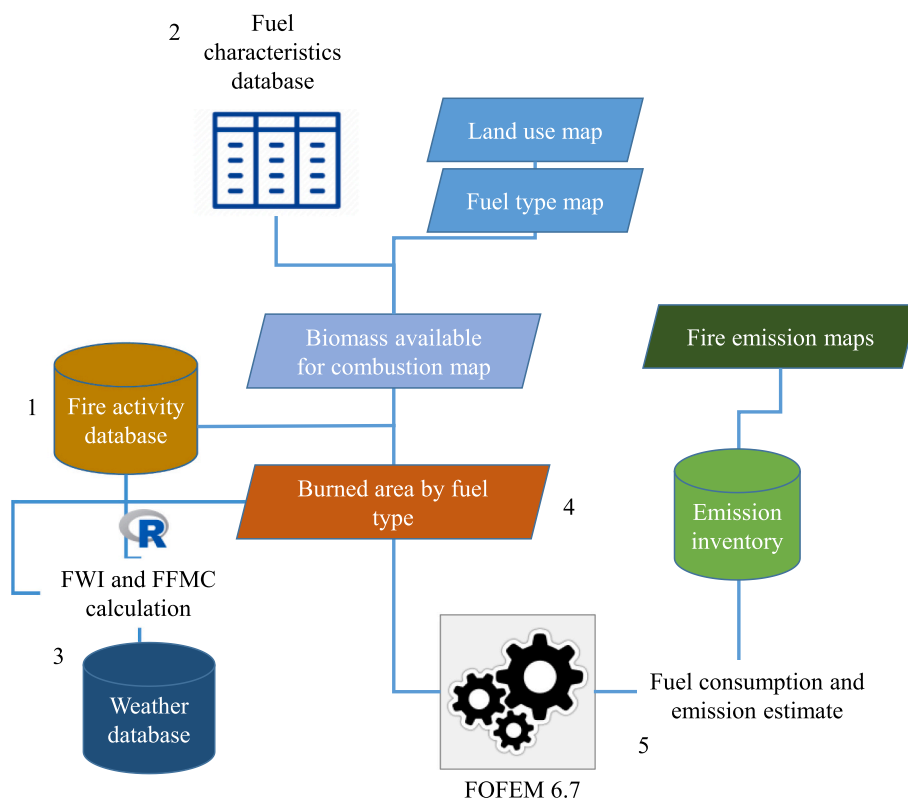 2
Fuel
characteristics
database
Land use map
Fuel type map
Biomass available
for combustion map
Fire emission maps
1
Fire activity
database
Burned area by fuel
type
4
Emission
inventory
R
FWI and FFMC
calculation
3
Weather
database
Fuel consumption and
emission estimate
5
FOFEM 6.7